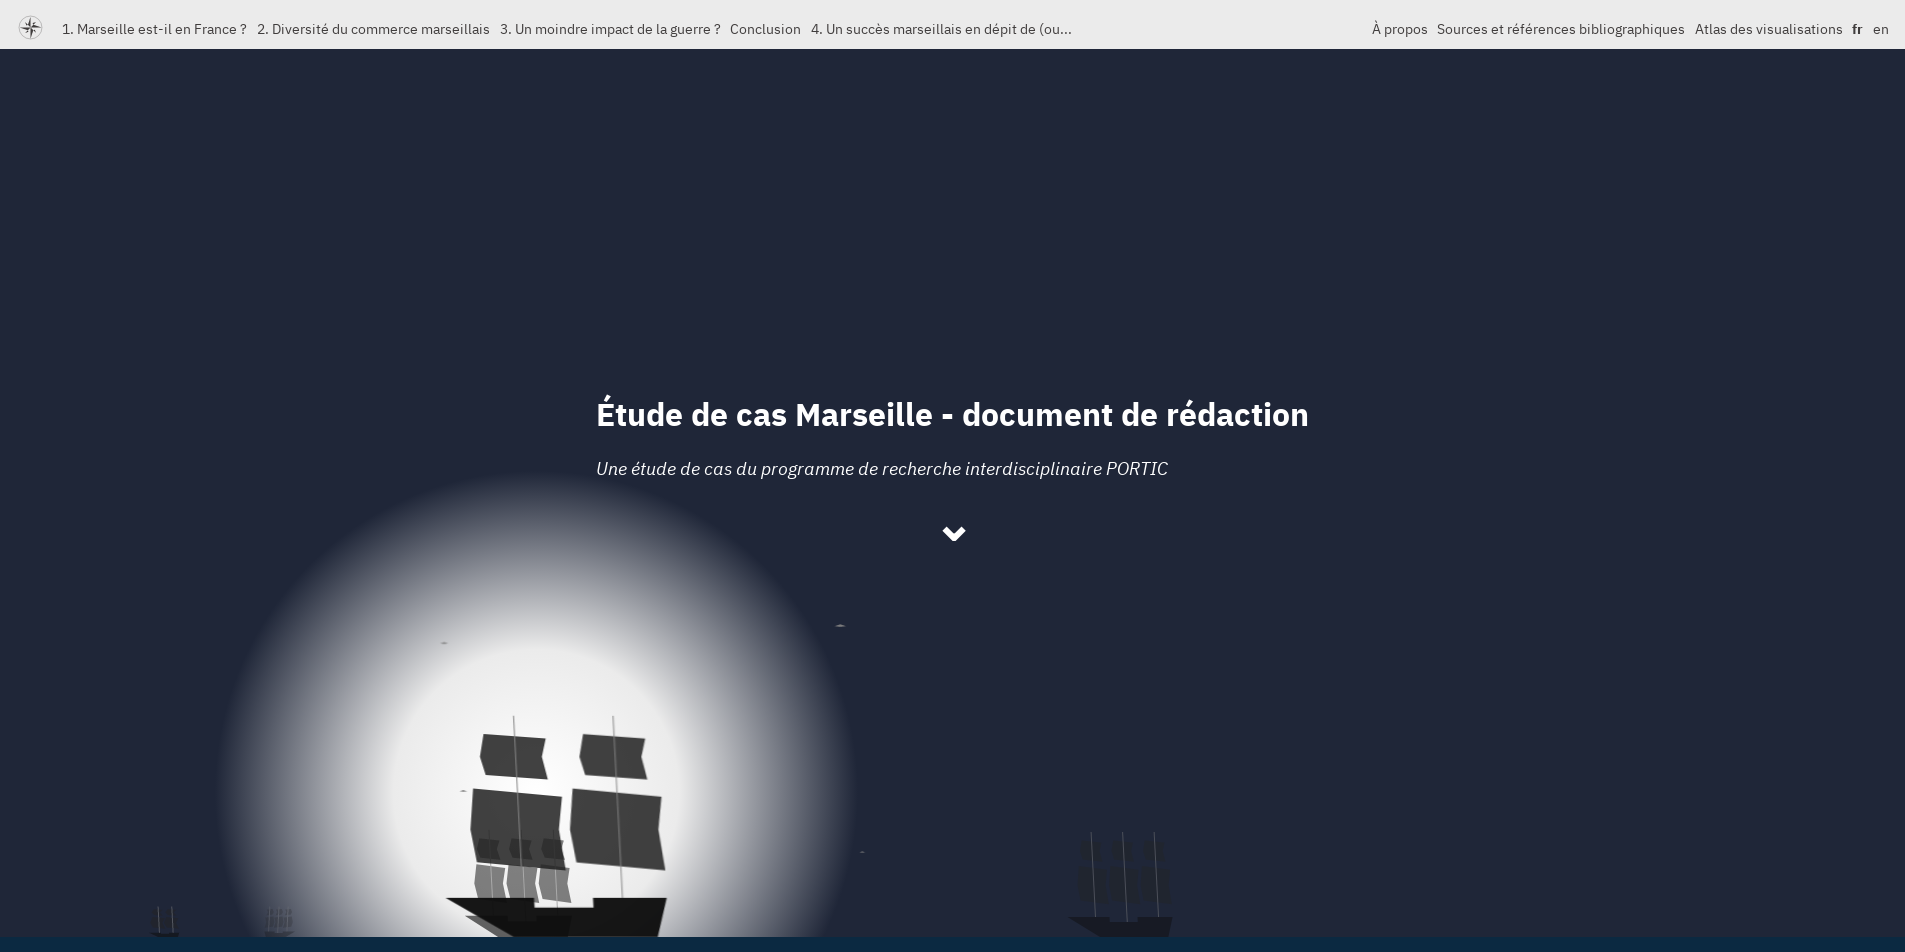 1. Marseille est-il en France ? 2. Diversité du commerce marseillais 3. Un moindre impact de la guerre ? Conclusion 4. Un succès marseillais en dépit de (ou... À propos Sources et références bibliographiques Atlas des visualisations fr en
Étude de cas Marseille - document de rédaction
Une étude de cas du programme de recherche interdisciplinaire PORTIC